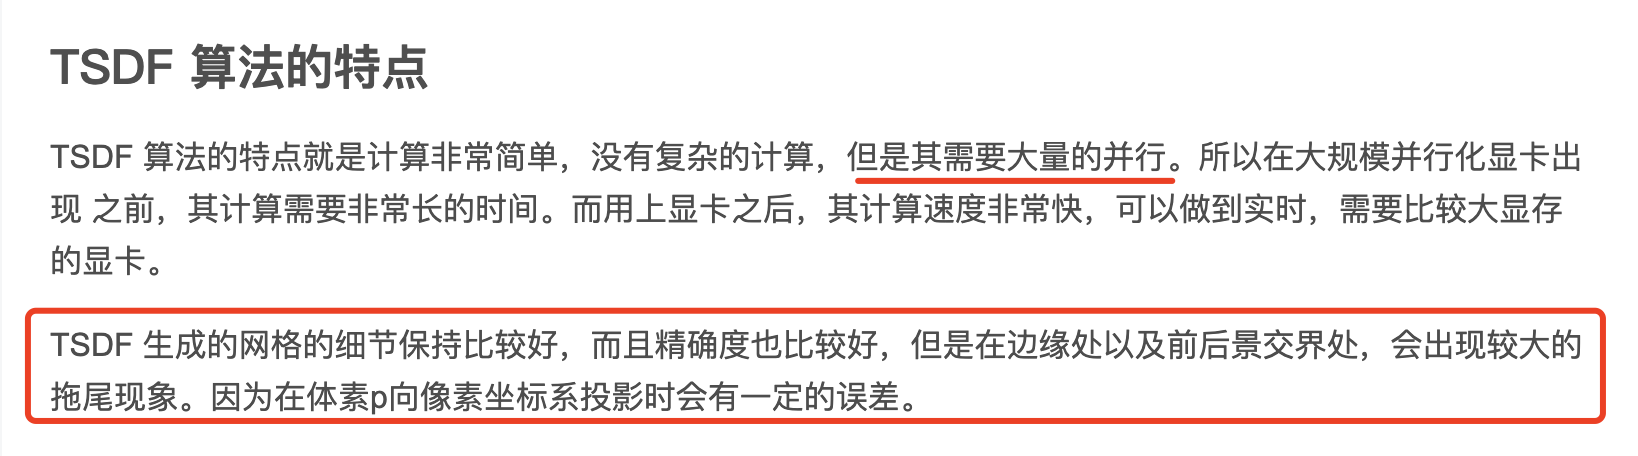 TSDF 算法的特点
TSDF 算法的特点就是计算非常简单，没有复杂的计算，但是其需要大量的并行。所以在大规模并行化显卡出
现 之前，其计算需要非常长的时间。而用上显卡之后，其计算速度非常快，可以做到实时，需要比较大显存
的显卡。
TSDF 生成的网格的细节保持比较好，而且精确度也比较好，但是在边缘处以及前后景交界处，会出现较大的
拖尾现象。因为在体素p向像素坐标系投影时会有一定的误差。